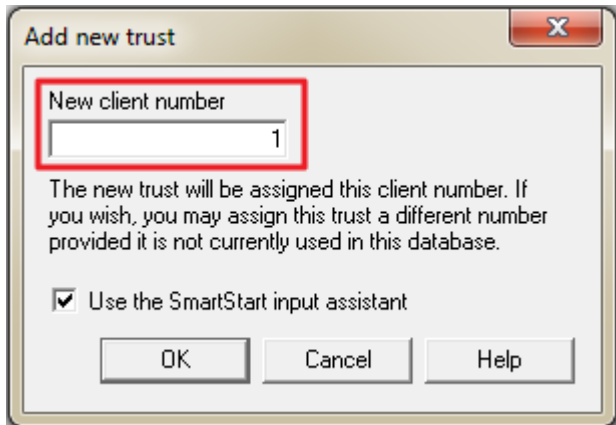 Add new trust
New client number
1
The new trust will be assigned this client number. If
you wish, you may assign this trust a different number
provided it is not currently used in this database.
Use the SmartStart input assistant
OK Cancel Help